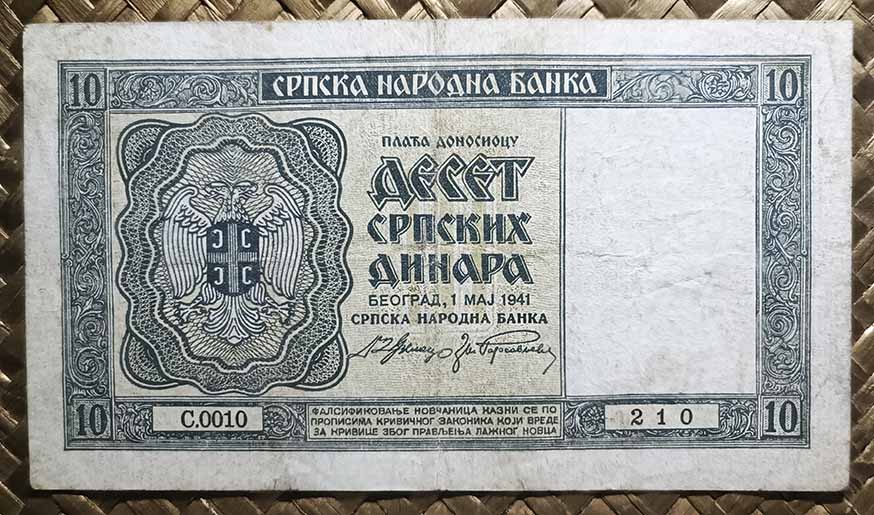 10 СРПСКА НАРОДНА БАНКА 10
ПЛАЋА ДОНОСИОЦУ
ДЕСЕТ
СРПСКИХ
ДИНАРА
БЕОГРАД, 1 МАЈ 1941
СРПСКА НАРОДНА БАНКА
Ɔ C
Ɔ C
10 С.0010
ФАЛСИФИКОВАЊЕ НОВЧАНИЦА КАЗНИ СЕ ПО
ПРОПИСИМА КРИВИЧНОГ ЗАКОНИКА КОЈИ ВРЕДЕ
ЗА КРИВИЦЕ ЗБОГ ПРАВЉЕЊА ЛАЖНОГ НОВЦА
210 10